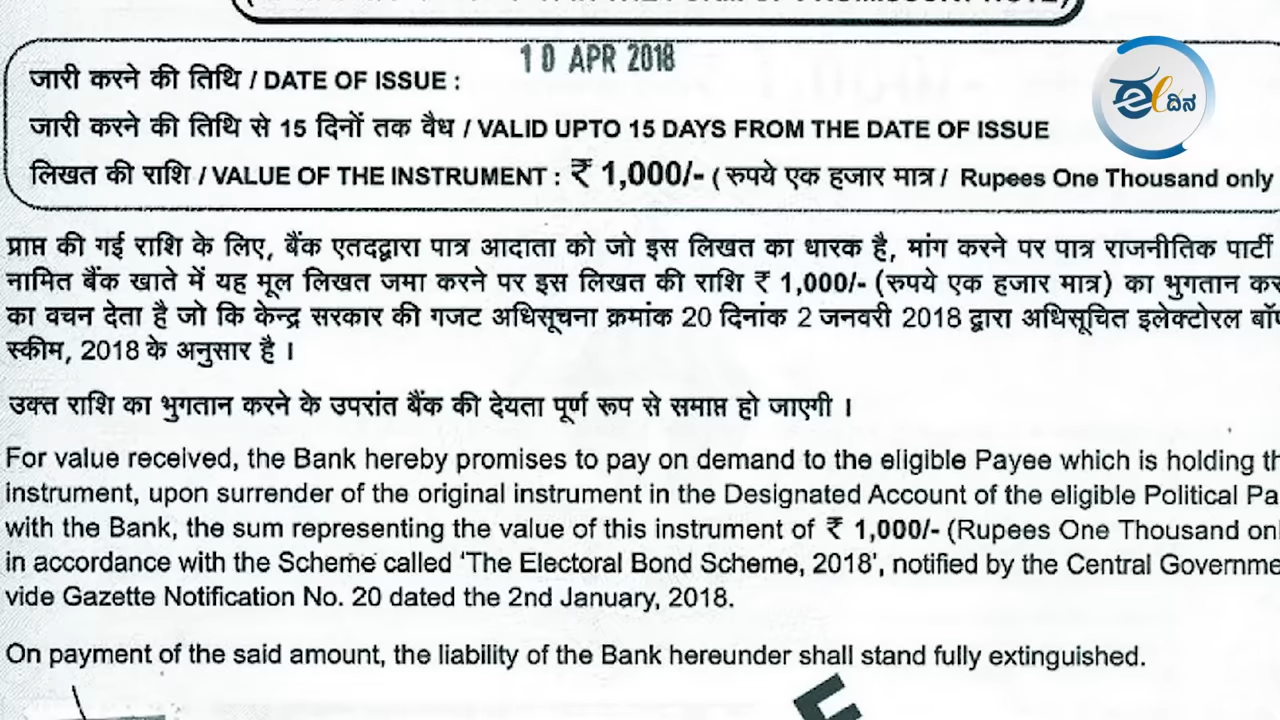 10 APR 2018
जारी करने की तिथि / DATE OF ISSUE :
जारी करने की तिथि से 15 दिनों तक वैध / VALID UPTO 15 DAYS FROM THE DATE OF ISSUE
लिखत की राशि / VALUE OF THE INSTRUMENT : ₹ 1,000/- ( रुपये एक हजार मात्र / Rupees One Thousand only
ಈ ದಿನ
प्राप्त की गई राशि के लिए, बैंक एतदद्वारा पात्र आदाता को जो इस लिखत का धारक है, मांग करने पर पात्र राजनीतिक पार्टी
नामित बैंक खाते में यह मूल लिखत जमा करने पर इस लिखत की राशि ₹ 1,000/- (रुपये एक हजार मात्र) का भुगतान
का वचन देता है जो कि केन्द्र सरकार की गजट अधिसूचना क्रमांक 20 दिनांक 2 जनवरी 2018 द्वारा अधिसूचित इलेक्टोरल
स्कीम, 2018 के अनुसार है ।
उक्त राशि का भुगतान करने के उपरांत बैंक की देयता पूर्ण रूप से समाप्त हो जाएगी ।
For value received, the Bank hereby promises to pay on demand to the eligible Payee which is holding
instrument, upon surrender of the original instrument in the Designated Account of the eligible Political
with the Bank, the sum representing the value of this instrument of ₹ 1,000/- (Rupees One Thousand
in accordance with the Scheme called ‘The Electoral Bond Scheme, 2018’, notified by the Central
vide Gazette Notification No. 20 dated the 2nd January, 2018.
On payment of the said amount, the liability of the Bank hereunder shall stand fully extinguished.